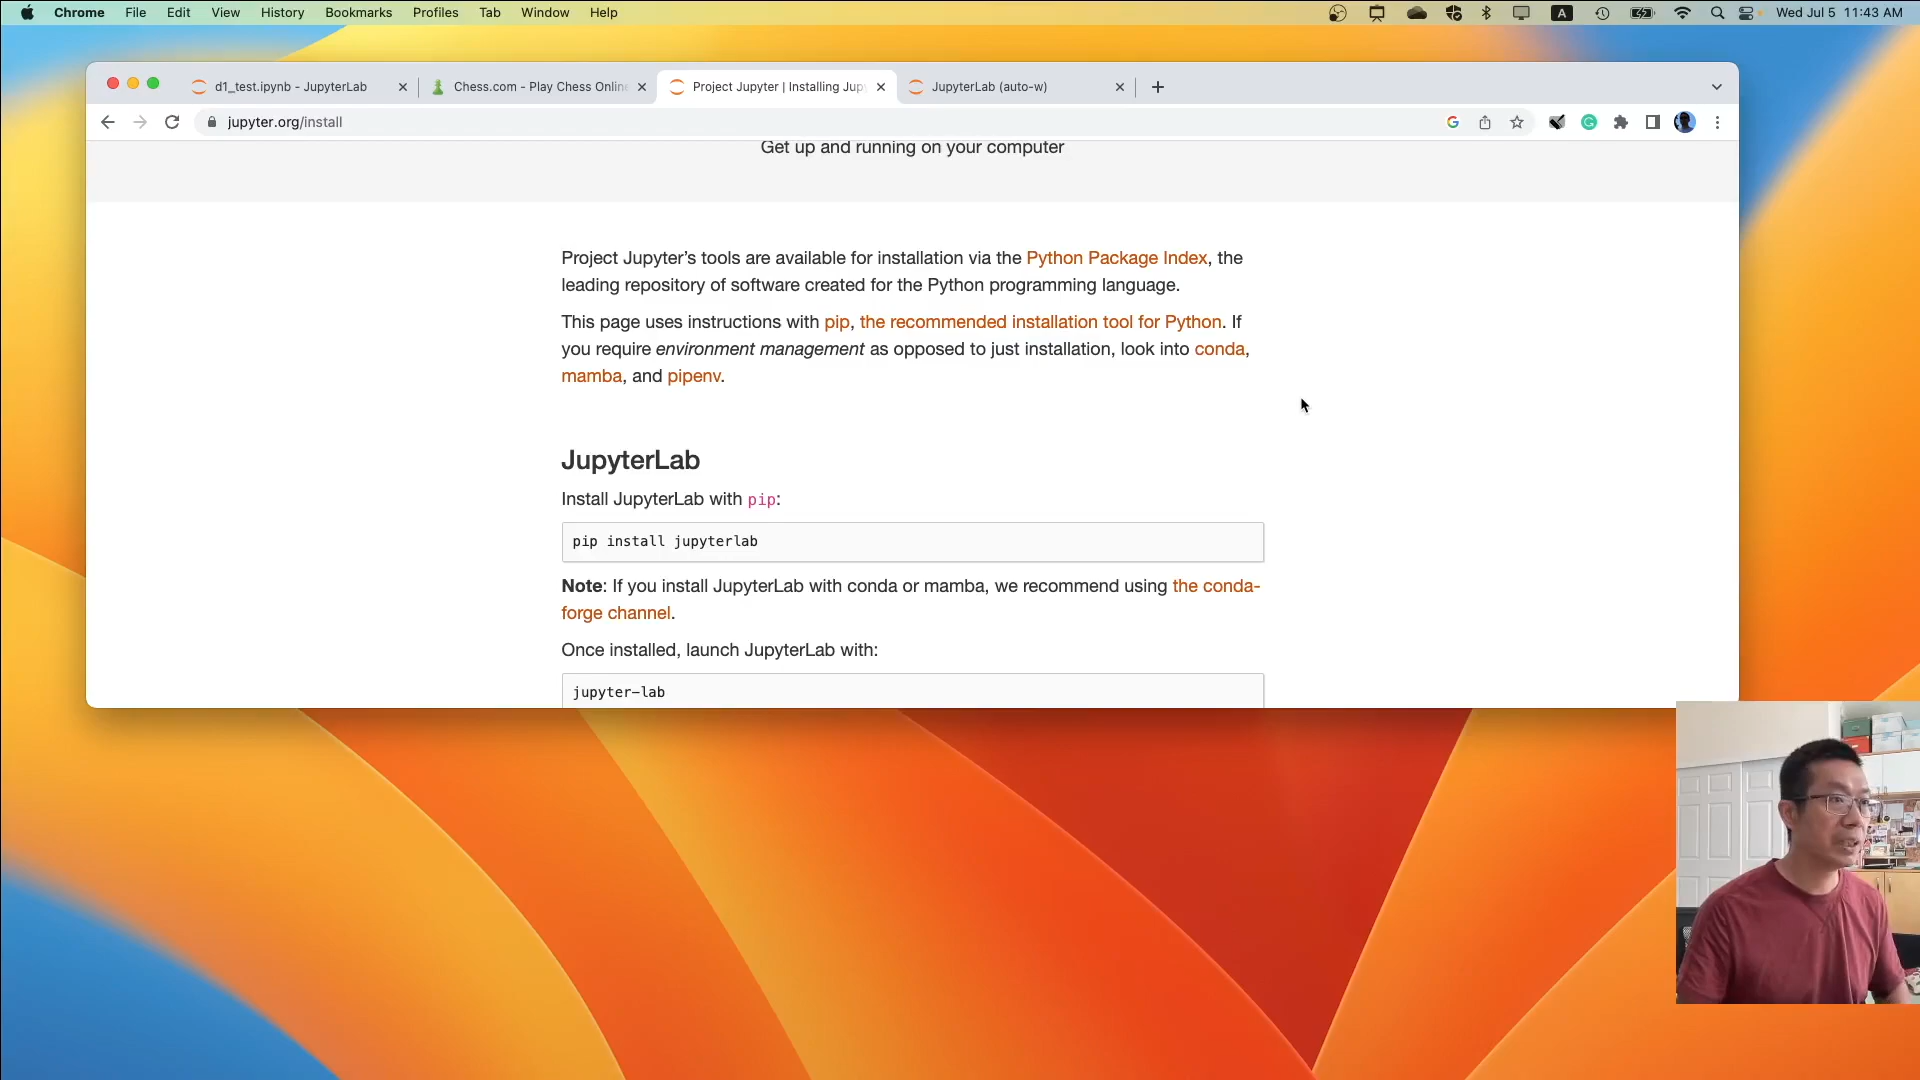 Chrome File Edit View History Bookmarks Profiles Tab Window Help A Wed Jul 5 11:43 AM
d1_test.ipynb - JupyterLab Chess.com - Play Chess Online Project Jupyter | Installing Jup JupyterLab (auto-w)
jupyter.org/install
Get up and running on your computer
Project Jupyter’s tools are available for installation via the Python Package Index, the
leading repository of software created for the Python programming language.
This page uses instructions with pip, the recommended installation tool for Python. If
you require environment management as opposed to just installation, look into conda,
mamba, and pipenv.
JupyterLab
Install JupyterLab with pip:
pip install jupyterlab
Note: If you install JupyterLab with conda or mamba, we recommend using the conda-
forge channel.
Once installed, launch JupyterLab with:
jupyter-lab